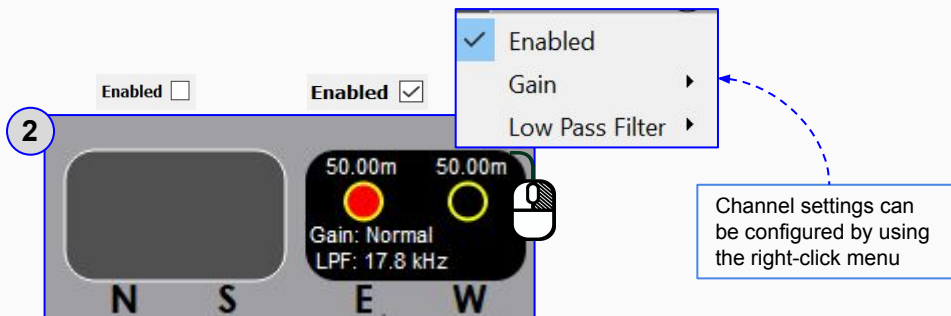 Enabled
Gain
Low Pass Filter
Enabled
Enabled
2
50.00m 50.00m
Gain: Normal
LPF: 17.8 kHz
N S E W
Channel settings can
be configured by using
the right-click menu